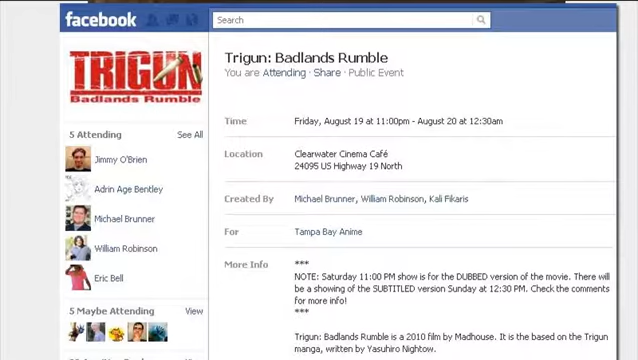 facebook
Search
TRIGUN
Badlands Rumble
Trigun: Badlands Rumble
You are Attending · Share · Public Event
5 Attending
See All
Jimmy O'Brien
Adrin Age Bentley
Michael Brunner
William Robinson
Eric Bell
5 Maybe Attending
View
Time
Friday, August 19 at 11:00pm - August 20 at 12:30am
Location
Clearwater Cinema Café
24095 US Highway 19 North
Created By
Michael Brunner, William Robinson, Kali Fikaris
For
Tampa Bay Anime
More Info
***
NOTE: Saturday 11:00 PM show is for the DUBBED version of the movie. There will
be a showing of the SUBTITLED version Sunday at 12:30 PM. Check the comments
for more info!
***
Trigun: Badlands Rumble is a 2010 film by Madhouse. It is the based on the Trigun
manga, written by Yasuhiro Nightow.